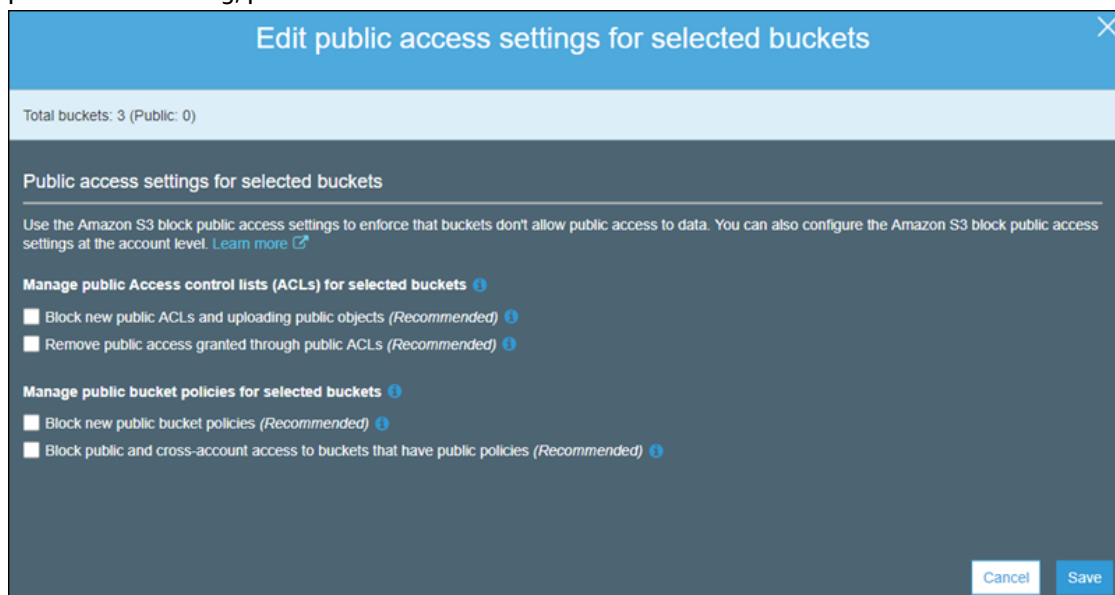 Edit public access settings for selected buckets
Total buckets: 3 (Public: 0)
Public access settings for selected buckets
Use the Amazon S3 block public access settings to enforce that buckets don't allow public access to data. You can also configure the Amazon S3 block public access
settings at the account level. Learn more
Manage public Access control lists (ACLs) for selected buckets
Block new public ACLs and uploading public objects (Recommended)
Remove public access granted through public ACLs (Recommended)
Manage public bucket policies for selected buckets
Block new public bucket policies (Recommended)
Block public and cross-account access to buckets that have public policies (Recommended)
Cancel Save